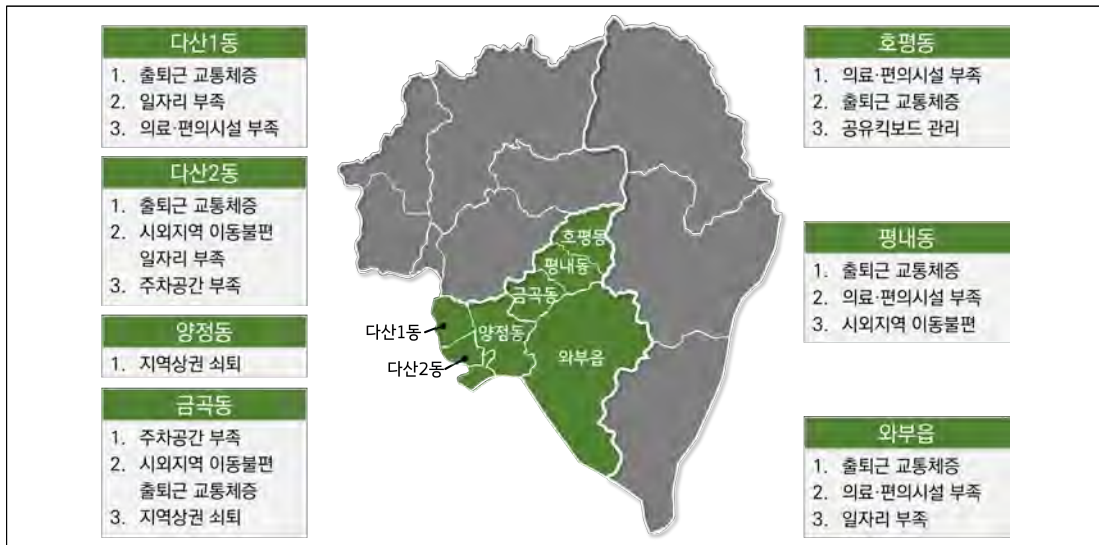 다산1동
1. 출퇴근 교통체증
2. 일자리 부족
3. 의료·편의시설 부족
다산2동
1. 출퇴근 교통체증
2. 시외지역 이동불편
일자리 부족
3. 주차공간 부족
양정동
1. 지역상권 쇠퇴
금곡동
1. 주차공간 부족
2. 시외지역 이동불편
출퇴근 교통체증
3. 지역상권 쇠퇴
호평동
평내동
금곡동
다산1동
양정동
다산2동
와부읍
호평동
1. 의료·편의시설 부족
2. 출퇴근 교통체증
3. 공유킥보드 관리
평내동
1. 출퇴근 교통체증
2. 의료·편의시설 부족
3. 시외지역 이동불편
와부읍
1. 출퇴근 교통체증
2. 의료·편의시설 부족
3. 일자리 부족